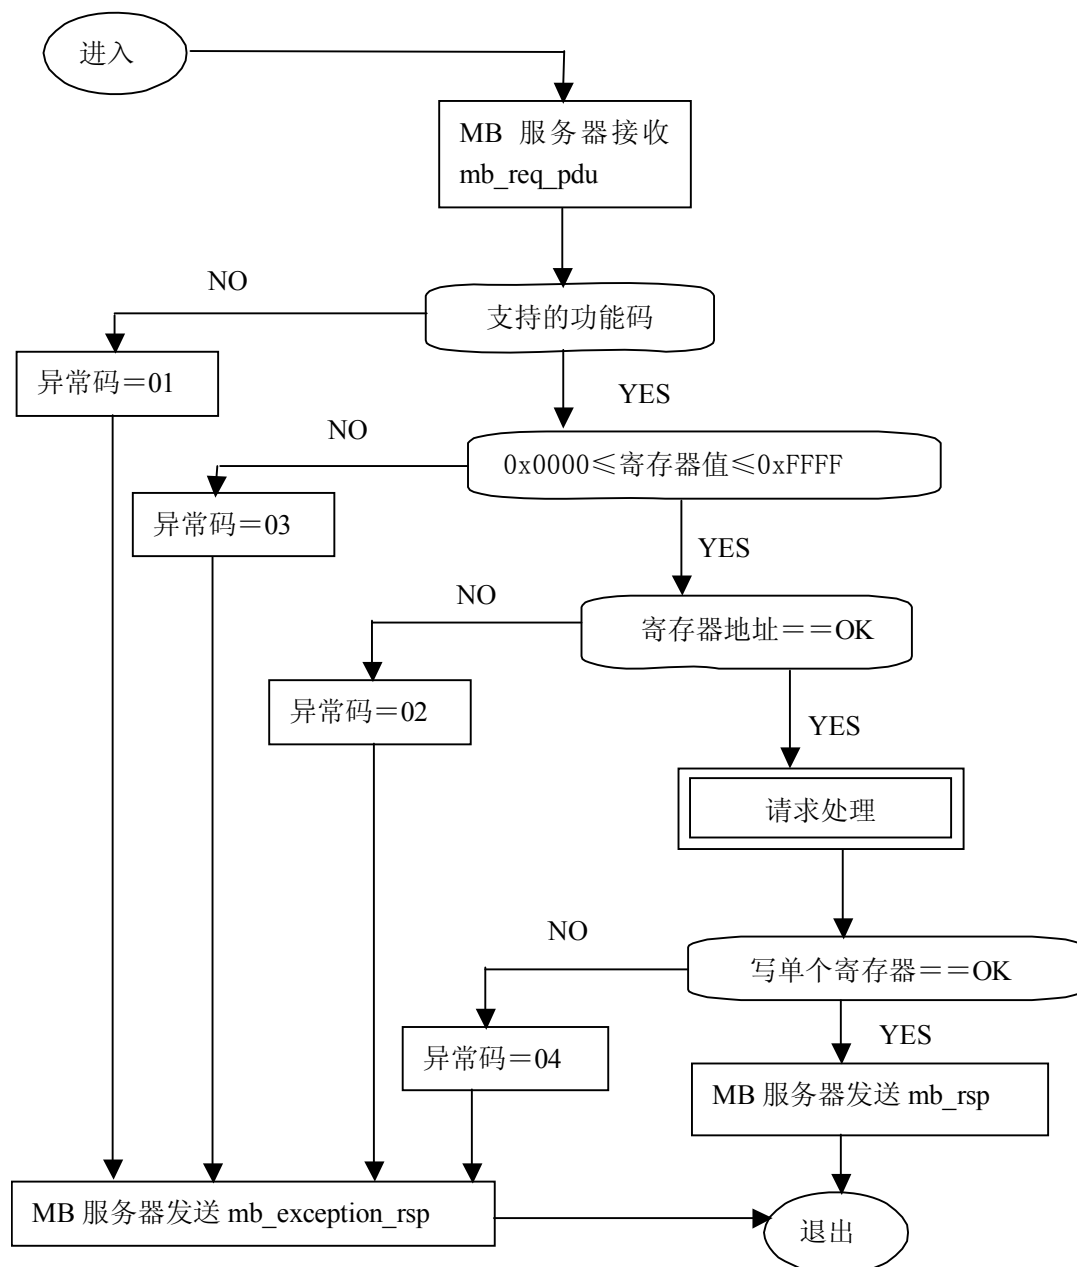 进入
MB 服务器接收
mb_req_pdu
NO
支持的功能码
异常码＝01
YES
NO
0x0000≤寄存器值≤0xFFFF
异常码＝03
YES
NO
寄存器地址＝＝OK
异常码＝02
YES
请求处理
NO
写单个寄存器＝＝OK
YES
异常码＝04
MB 服务器发送 mb_rsp
MB 服务器发送 mb_exception_rsp
退出